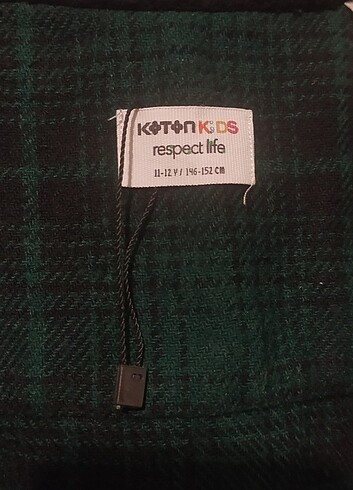 KOTON KiDS
respect life
11-12 Y / 146-152 CM